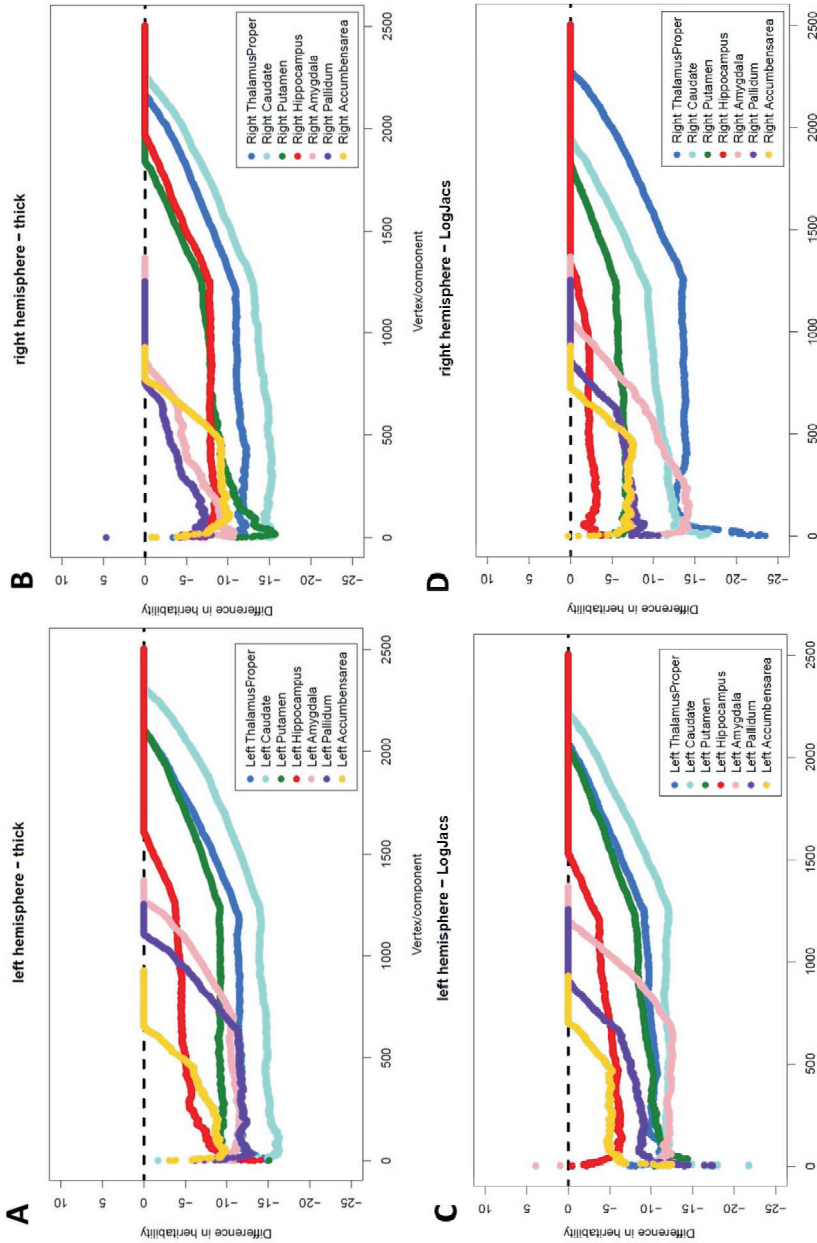 A
left hemisphere − thick
Difference in heritability
10
5
0
−5
−10
−15
−20
−25
Left ThalamusProper
Left Caudate
Left Putamen
Left Hippocampus
Left Amygdala
Left Pallidum
Left Accumbensarea
0 500 1000 1500 2000 2500
Vertex/component
B
right hemisphere − thick
Difference in heritability
10
5
0
−5
−10
−15
−20
−25
Right ThalamusProper
Right Caudate
Right Putamen
Right Hippocampus
Right Amygdala
Right Pallidum
Right Accumbensarea
0 500 1000 1500 2000 2500
Vertex/component
C
left hemisphere − LogJacs
Difference in heritability
10
5
0
−5
−10
−15
−20
−25
Left ThalamusProper
Left Caudate
Left Putamen
Left Hippocampus
Left Amygdala
Left Pallidum
Left Accumbensarea
0 500 1000 1500 2000 2500
D
right hemisphere − LogJacs
Difference in heritability
10
5
0
−5
−10
−15
−20
−25
Right ThalamusProper
Right Caudate
Right Putamen
Right Hippocampus
Right Amygdala
Right Pallidum
Right Accumbensarea
0 500 1000 1500 2000 2500